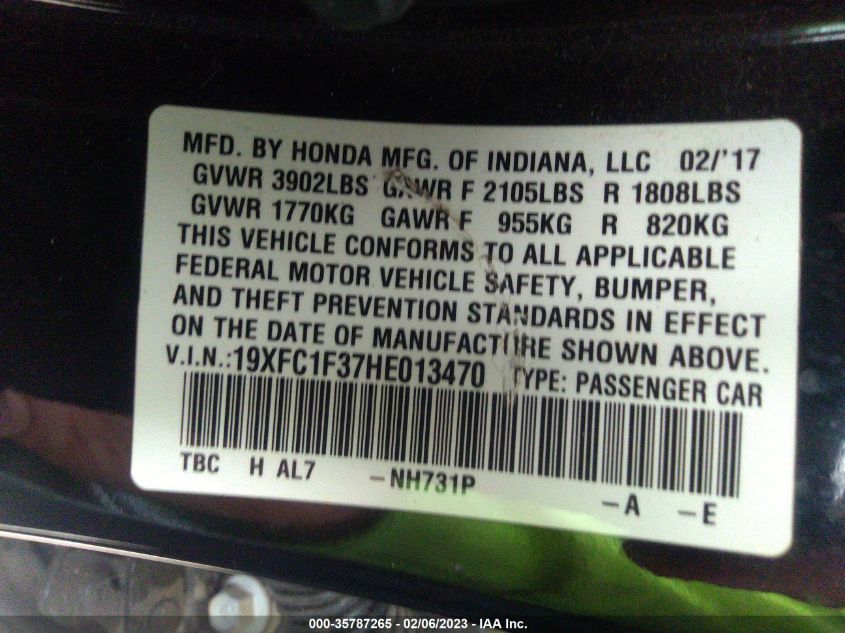 MFD. BY HONDA MFG. OF INDIANA, LLC 02/'17
GVWR 3902LBS GAWR F 2105LBS R 1808LBS
GVWR 1770KG GAWR F 955KG R 820KG
THIS VEHICLE CONFORMS TO ALL APPLICABLE
FEDERAL MOTOR VEHICLE SAFETY, BUMPER,
AND THEFT PREVENTION STANDARDS IN EFFECT
ON THE DATE OF MANUFACTURE SHOWN ABOVE.
V.I.N.:19XFC1F37HE013470 TYPE: PASSENGER CAR
TBC H AL7 -NH731P -A -E
000-35787265 - 02/06/2023 - IAA Inc.